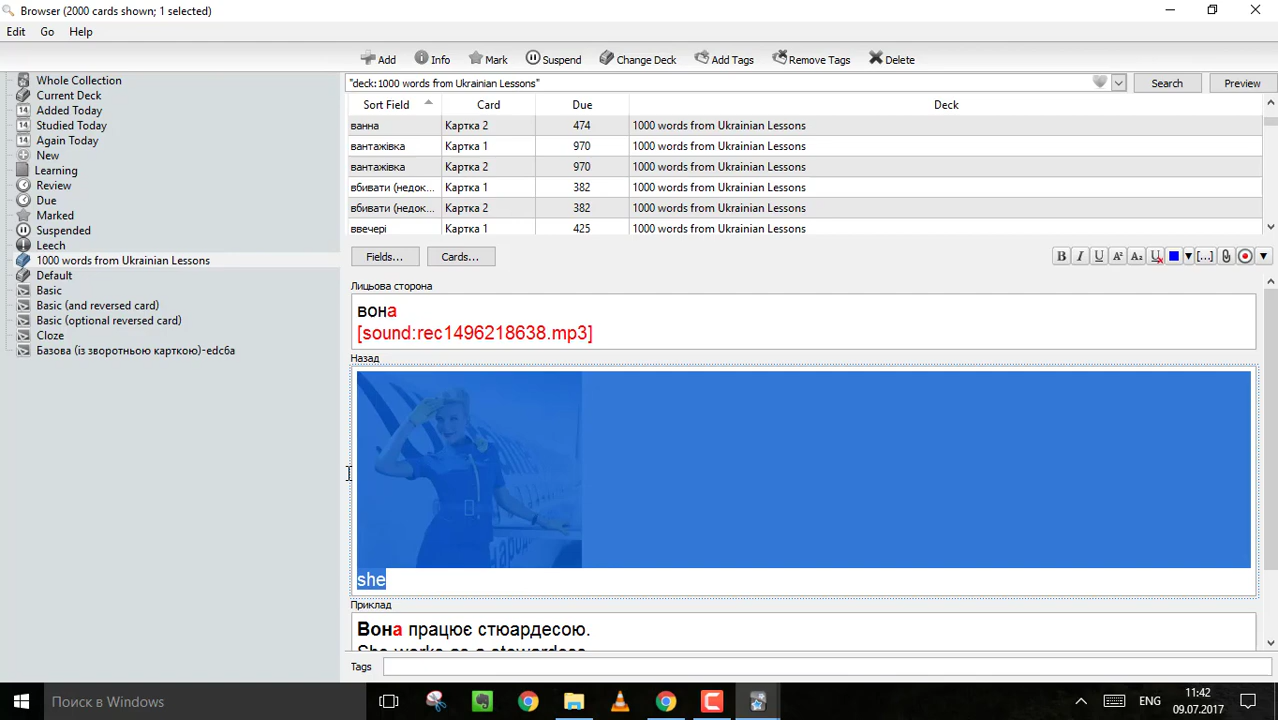 Browser (2000 cards shown; 1 selected)
Edit Go Help
Add Info Mark Suspend Change Deck Add Tags Remove Tags Delete
Whole Collection
Current Deck
Added Today
Studied Today
Again Today
New
Learning
Review
Due
Marked
Suspended
Leech
1000 words from Ukrainian Lessons
Default
Basic
Basic (and reversed card)
Basic (optional reversed card)
Cloze
Базова (із зворотньою карткою)-edc6a
"deck:1000 words from Ukrainian Lessons"
Search Preview
Sort Field Card Due Deck
ванна Картка 2 474 1000 words from Ukrainian Lessons
вантажівка Картка 1 970 1000 words from Ukrainian Lessons
вантажівка Картка 2 970 1000 words from Ukrainian Lessons
вбивати (недок... Картка 1 382 1000 words from Ukrainian Lessons
вбивати (недок... Картка 2 382 1000 words from Ukrainian Lessons
ввечері Картка 1 425 1000 words from Ukrainian Lessons
Fields... Cards...
B I U A² A₂ U [...]
Лицьова сторона
вона
[sound:rec1496218638.mp3]
Назад
she
Приклад
Вона працює стюардесою.
She works as a stewardess.
Tags
Поиск в Windows
ENG
11:42
09.07.2017